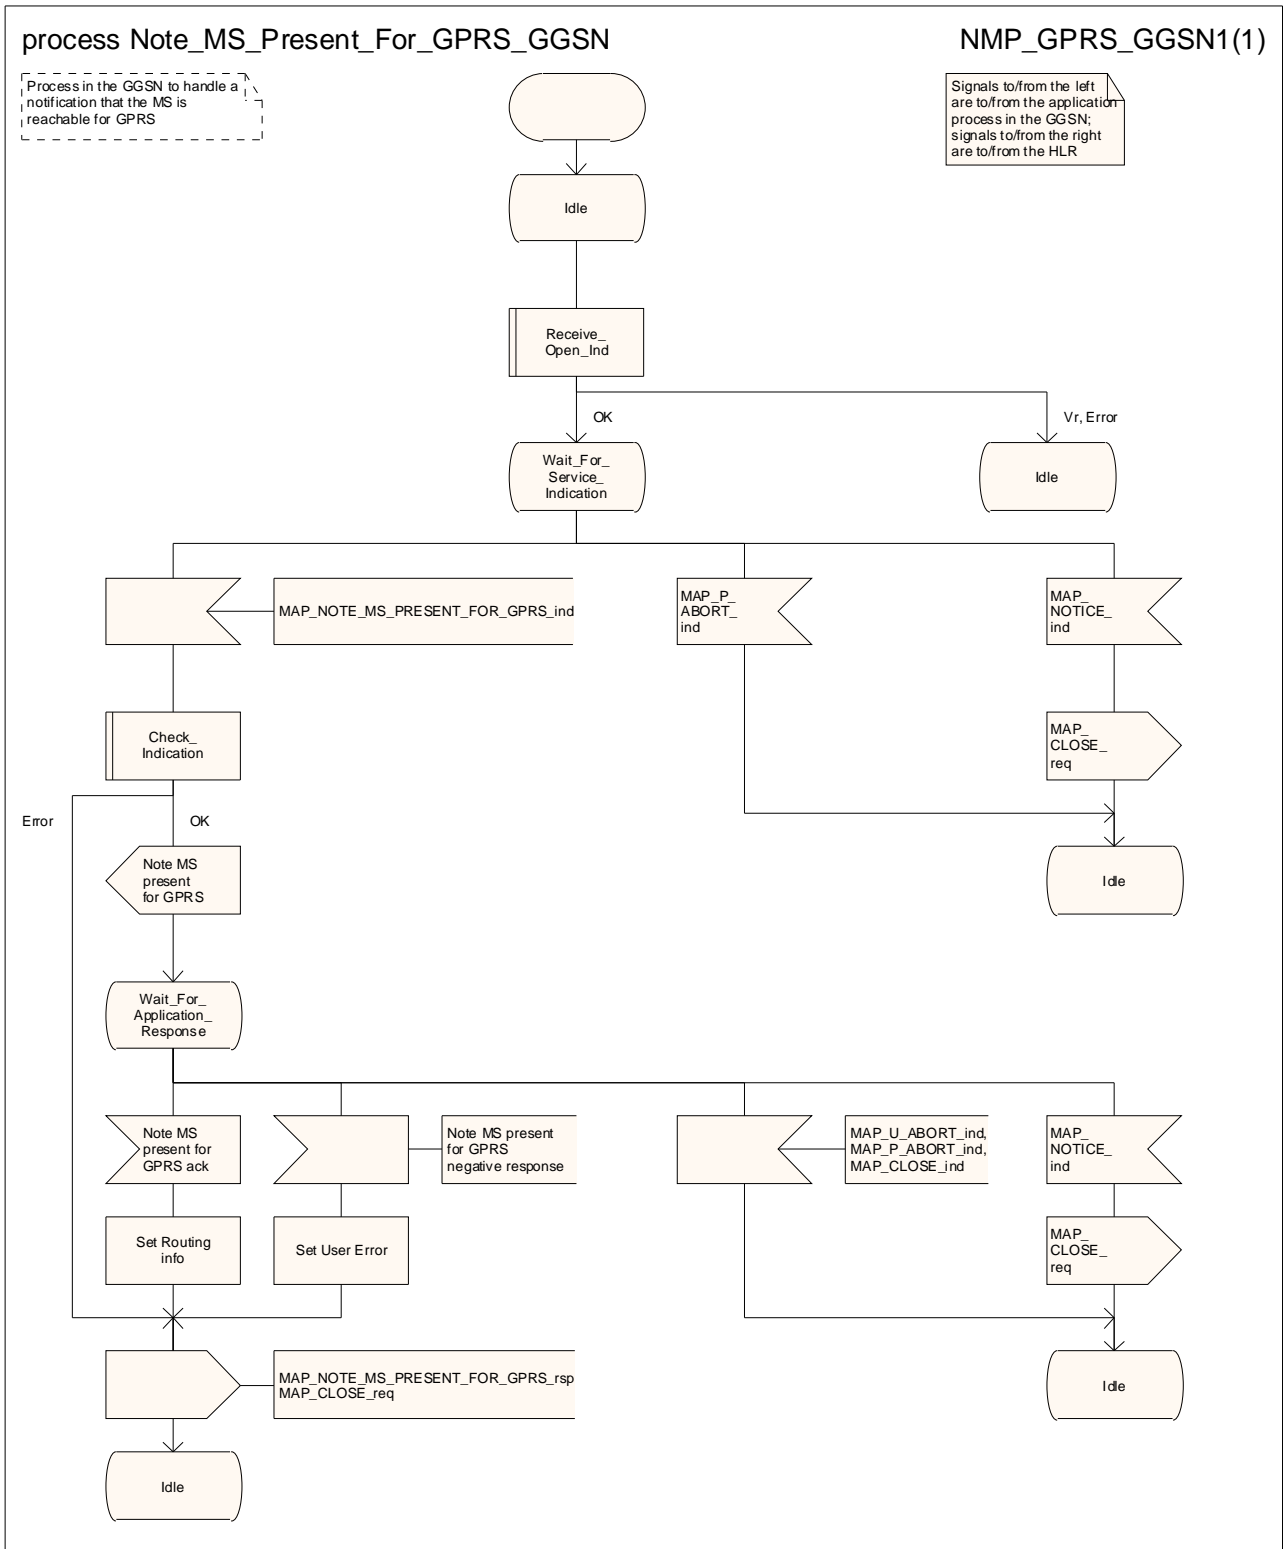 process Note_MS_Present_For_GPRS_GGSN
NMP_GPRS_GGSN1(1)
Process in the GGSN to handle a
notification that the MS is
reachable for GPRS
Signals to/from the left
are to/from the application
process in the GGSN;
signals to/from the right
are to/from the HLR
Idle
Receive_
Open_Ind
OK
Vr, Error
Wait_For_
Service_
Indication
Idle
MAP_NOTE_MS_PRESENT_FOR_GPRS_ind
MAP_P_
ABORT_
ind
MAP_
NOTICE_
ind
Check_
Indication
MAP_
CLOSE_
req
Error
OK
Note MS
present
for GPRS
Idle
Wait_For_
Application_
Response
Note MS
present for
GPRS ack
Note MS present
for GPRS
negative response
MAP_U_ABORT_ind,
MAP_P_ABORT_ind,
MAP_CLOSE_ind
MAP_
NOTICE_
ind
Set Routing
info
Set User Error
MAP_
CLOSE_
req
MAP_NOTE_MS_PRESENT_FOR_GPRS_rsp
MAP_CLOSE_req
Idle
Idle